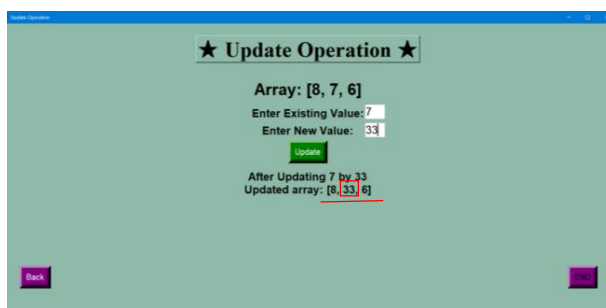 Update Operation
★ Update Operation ★
Array: [8, 7, 6]
Enter Existing Value: 7
Enter New Value: 33
Update
After Updating 7 by 33
Updated array: [8, 33, 6]
Back
END